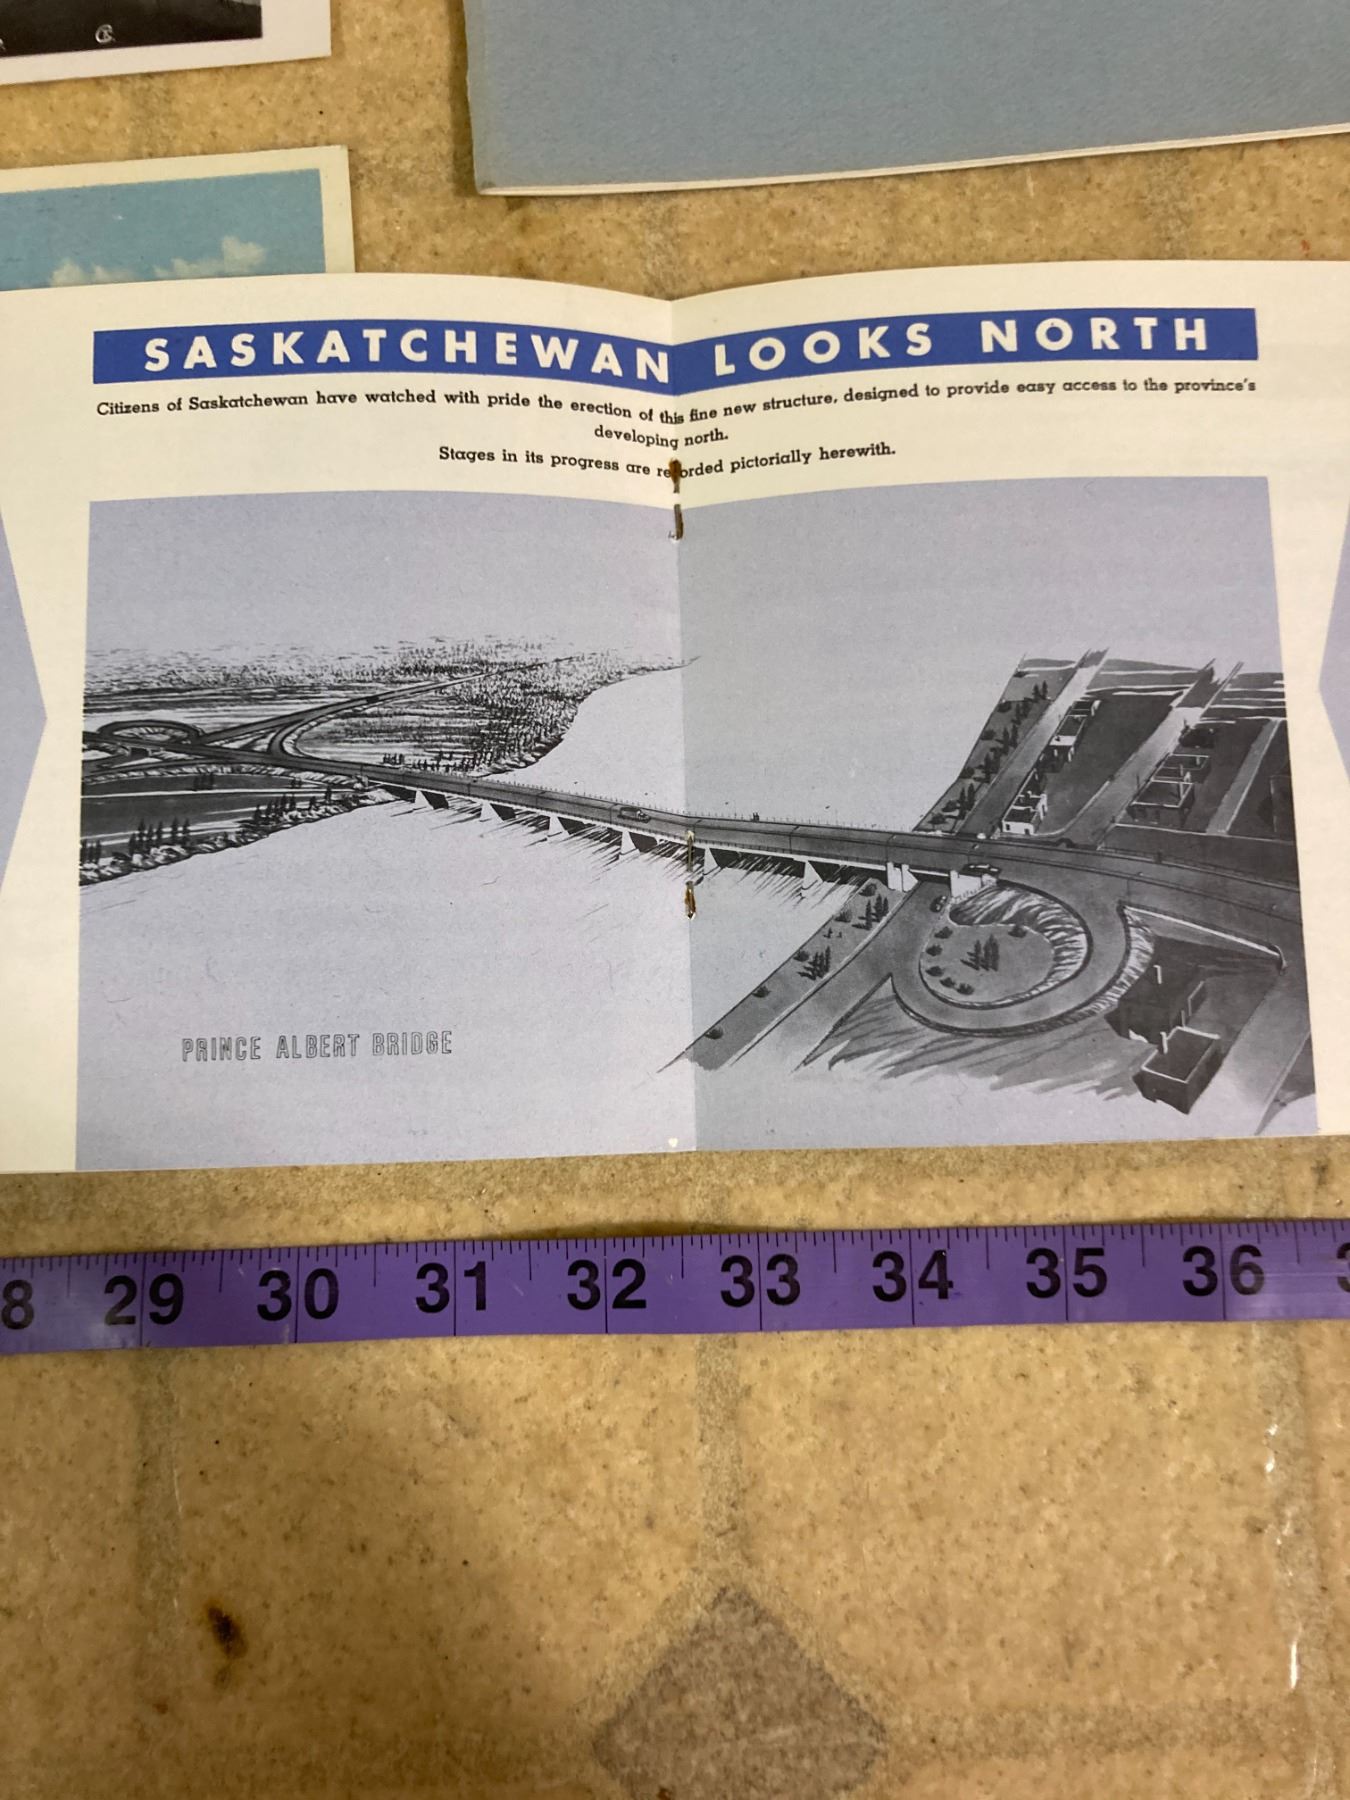 SASKATCHEWAN LOOKS NORTH
Citizens of Saskatchewan have watched with pride the erection of this fine new structure, designed to provide easy access to the province's
developing north.
Stages in its progress are recorded pictorially herewith.
PRINCE ALBERT BRIDGE
8 29 30 31 32 33 34 35 36